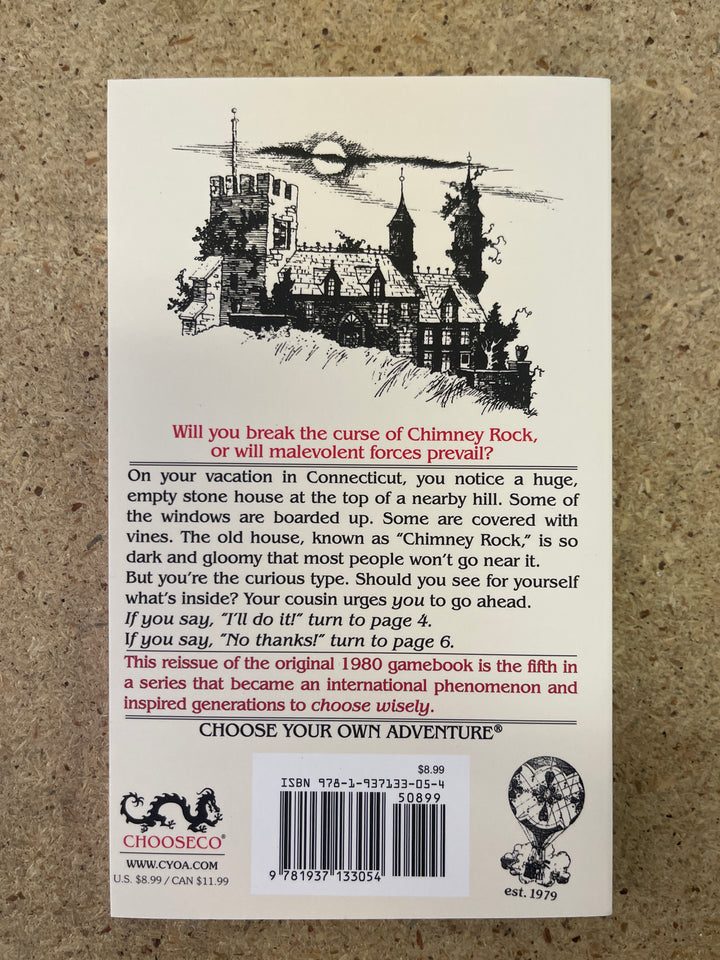 Will you break the curse of Chimney Rock,
or will malevolent forces prevail?
On your vacation in Connecticut, you notice a huge,
empty stone house at the top of a nearby hill. Some of
the windows are boarded up. Some are covered with
vines. The old house, known as “Chimney Rock,” is so
dark and gloomy that most people won’t go near it.
But you’re the curious type. Should you see for yourself
what’s inside? Your cousin urges you to go ahead.
If you say, “I’ll do it!” turn to page 4.
If you say, “No thanks!” turn to page 6.
This reissue of the original 1980 gamebook is the fifth in
a series that became an international phenomenon and
inspired generations to choose wisely.
CHOOSE YOUR OWN ADVENTURE®
CHOOSECO®
WWW.CYOA.COM
U.S. $8.99 / CAN $11.99
$8.99
ISBN 978-1-937133-05-4
50899
9 781937 133054
est. 1979